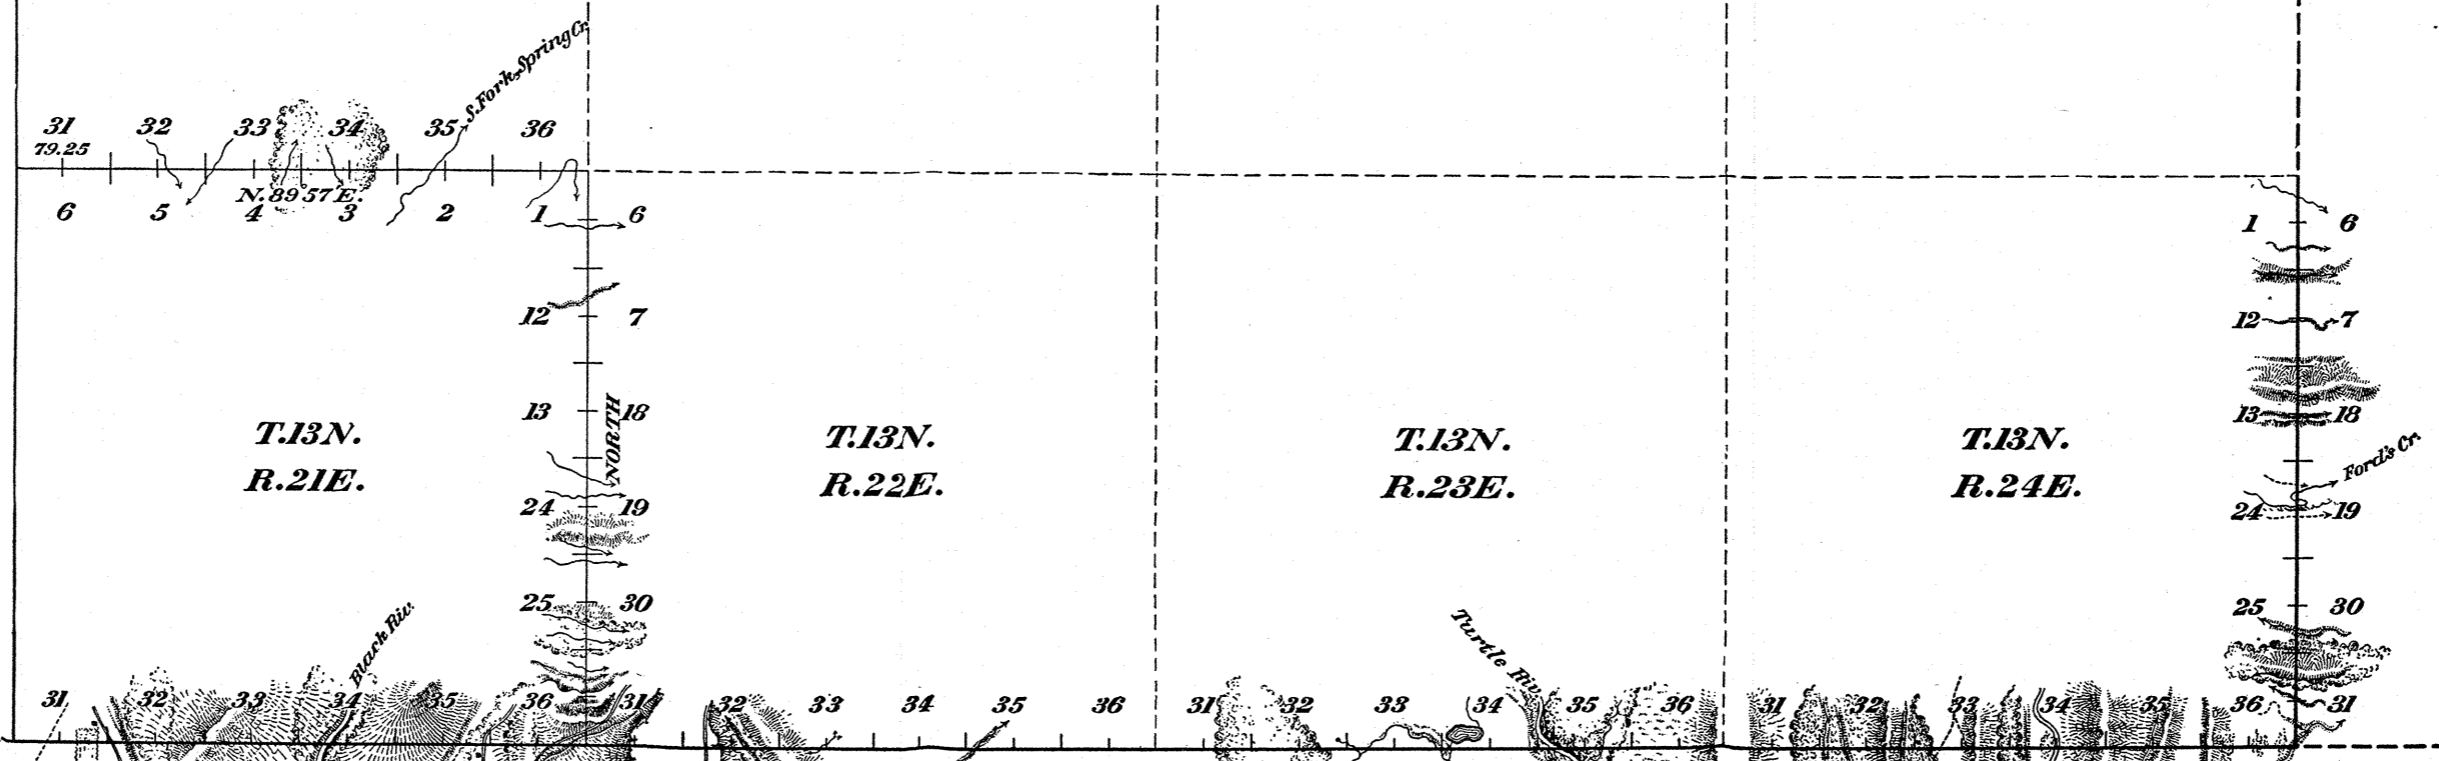 S. Fork, Spring Cr.
31 32 33 34 35 36
79.25
N. 89°57' E.
6 5 4 3 2 1 6
1 6
12 7
12 7
13 18
13 18
NORTH
T.13N.
R.21E.
T.13N.
R.22E.
T.13N.
R.23E.
T.13N.
R.24E.
Ford's Cr.
24 19
24 19
25 30
25 30
Black Riv.
Turtle Riv.
31 32 33 34 35 36 31 32 33 34 35 36 31 32 33 34 35 36 31 32 33 34 35 36 31